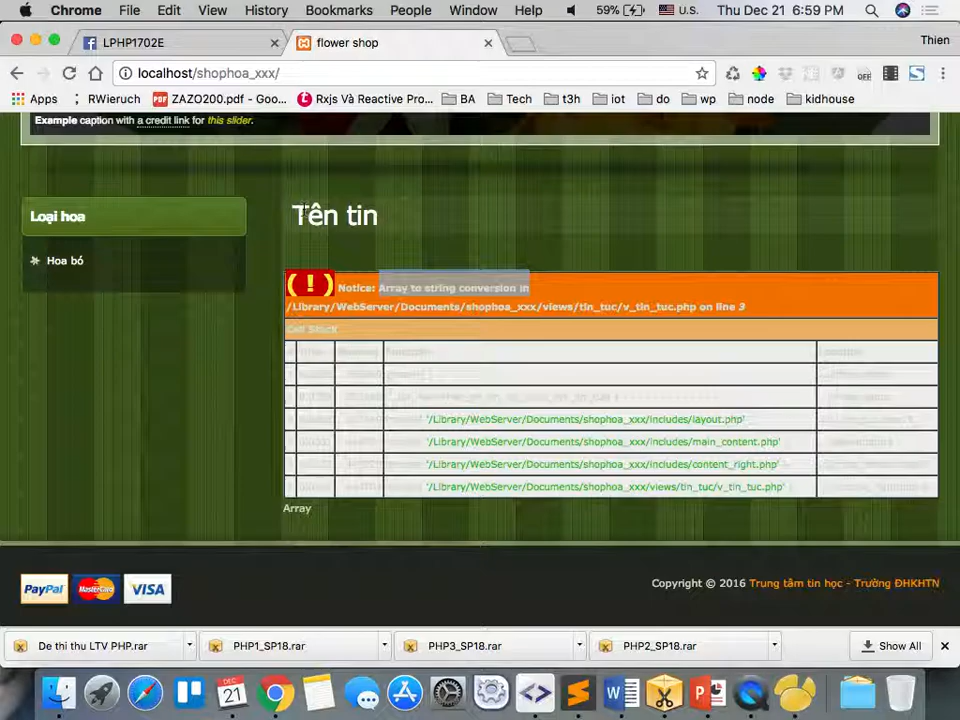 Chrome File Edit View History Bookmarks People Window Help 59% U.S. Thu Dec 21 6:59 PM
LPHP1702E flower shop Thien
localhost/shophoa_xxx/
Apps RWieruch ZAZO200.pdf - Goo... Rxjs Và Reactive Pro... BA Tech t3h iot do wp node kidhouse
Example caption with a credit link for this slider.
Loại hoa
Tên tin
Hoa bó
( ! ) Notice: Array to string conversion in
/Library/WebServer/Documents/shophoa_xxx/views/tin_tuc/v_tin_tuc.php on line 3
Call Stack
'/Library/WebServer/Documents/shophoa_xxx/includes/layout.php'
'/Library/WebServer/Documents/shophoa_xxx/includes/main_content.php'
'/Library/WebServer/Documents/shophoa_xxx/includes/content_right.php'
'/Library/WebServer/Documents/shophoa_xxx/views/tin_tuc/v_tin_tuc.php'
Array
PayPal MasterCard VISA
Copyright © 2016 Trung tâm tin học - Trường ĐHKHTN
De thi thu LTV PHP.rar PHP1_SP18.rar PHP3_SP18.rar PHP2_SP18.rar Show All